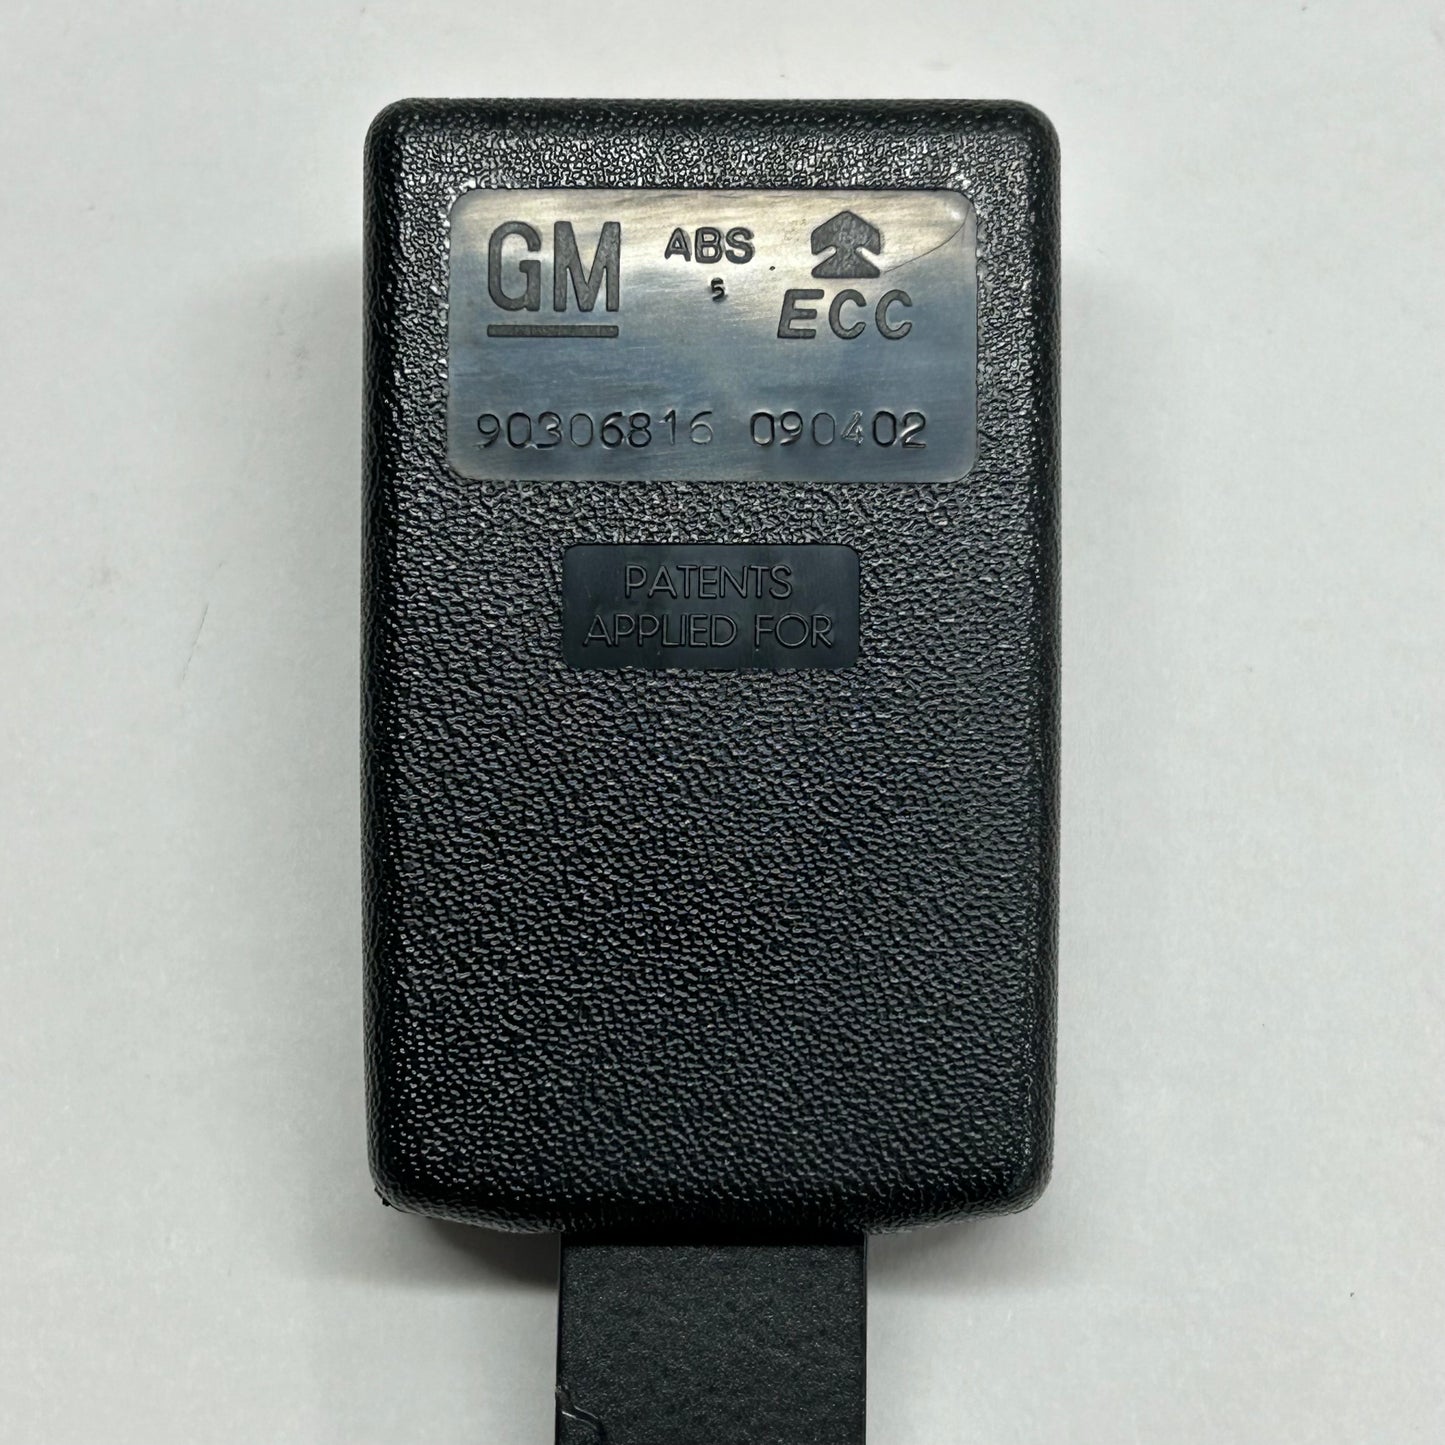 GM ABS
5
ECC
90306816 090402
PATENTS
APPLIED FOR